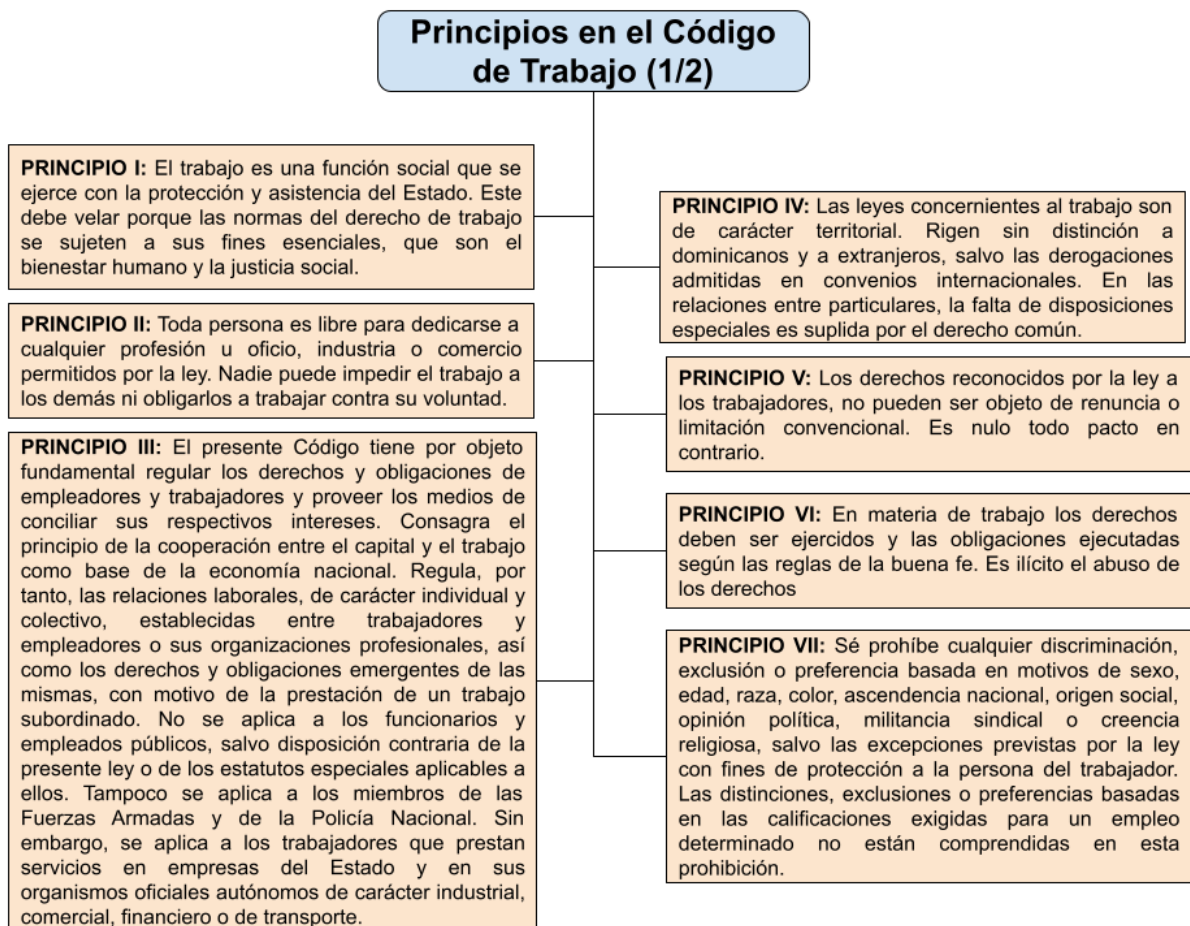 Principios en el Código
de Trabajo (1/2)
PRINCIPIO I: El trabajo es una función social que se
ejerce con la protección y asistencia del Estado. Este
debe velar porque las normas del derecho de trabajo
se sujeten a sus fines esenciales, que son el
bienestar humano y la justicia social.
PRINCIPIO II: Toda persona es libre para dedicarse a
cualquier profesión u oficio, industria o comercio
permitidos por la ley. Nadie puede impedir el trabajo a
los demás ni obligarlos a trabajar contra su voluntad.
PRINCIPIO III: El presente Código tiene por objeto
fundamental regular los derechos y obligaciones de
empleadores y trabajadores y proveer los medios de
conciliar sus respectivos intereses. Consagra el
principio de la cooperación entre el capital y el trabajo
como base de la economía nacional. Regula, por
tanto, las relaciones laborales, de carácter individual y
colectivo, establecidas entre trabajadores y
empleadores o sus organizaciones profesionales, así
como los derechos y obligaciones emergentes de las
mismas, con motivo de la prestación de un trabajo
subordinado. No se aplica a los funcionarios y
empleados públicos, salvo disposición contraria de la
presente ley o de los estatutos especiales aplicables a
ellos. Tampoco se aplica a los miembros de las
Fuerzas Armadas y de la Policía Nacional. Sin
embargo, se aplica a los trabajadores que prestan
servicios en empresas del Estado y en sus
organismos oficiales autónomos de carácter industrial,
comercial, financiero o de transporte.
PRINCIPIO IV: Las leyes concernientes al trabajo son
de carácter territorial. Rigen sin distinción a
dominicanos y a extranjeros, salvo las derogaciones
admitidas en convenios internacionales. En las
relaciones entre particulares, la falta de disposiciones
especiales es suplida por el derecho común.
PRINCIPIO V: Los derechos reconocidos por la ley a
los trabajadores, no pueden ser objeto de renuncia o
limitación convencional. Es nulo todo pacto en
contrario.
PRINCIPIO VI: En materia de trabajo los derechos
deben ser ejercidos y las obligaciones ejecutadas
según las reglas de la buena fe. Es ilícito el abuso de
los derechos
PRINCIPIO VII: Sé prohíbe cualquier discriminación,
exclusión o preferencia basada en motivos de sexo,
edad, raza, color, ascendencia nacional, origen social,
opinión política, militancia sindical o creencia
religiosa, salvo las excepciones previstas por la ley
con fines de protección a la persona del trabajador.
Las distinciones, exclusiones o preferencias basadas
en las calificaciones exigidas para un empleo
determinado no están comprendidas en esta
prohibición.